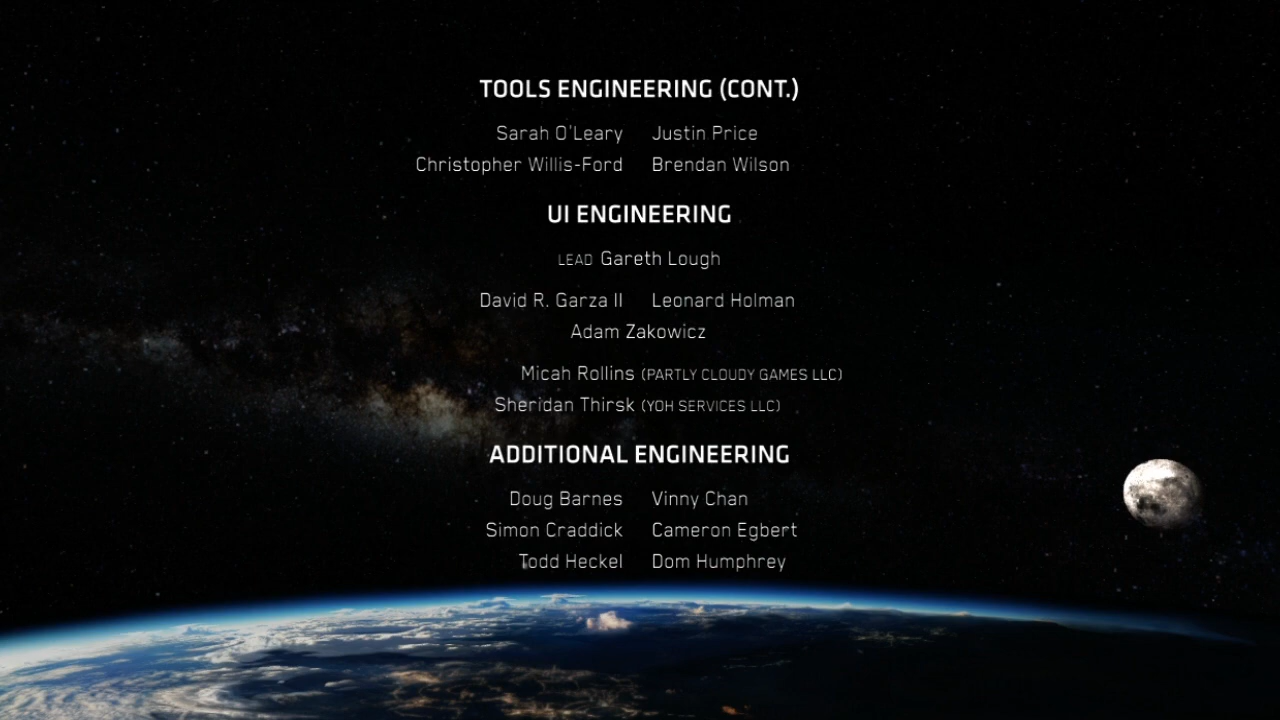 TOOLS ENGINEERING (CONT.)
Sarah O'Leary Justin Price
Christopher Willis-Ford Brendan Wilson
UI ENGINEERING
LEAD Gareth Lough
David R. Garza II Leonard Holman
Adam Zakowicz
Micah Rollins (PARTLY CLOUDY GAMES LLC)
Sheridan Thirsk (YOH SERVICES LLC)
ADDITIONAL ENGINEERING
Doug Barnes Vinny Chan
Simon Craddick Cameron Egbert
Todd Heckel Dom Humphrey